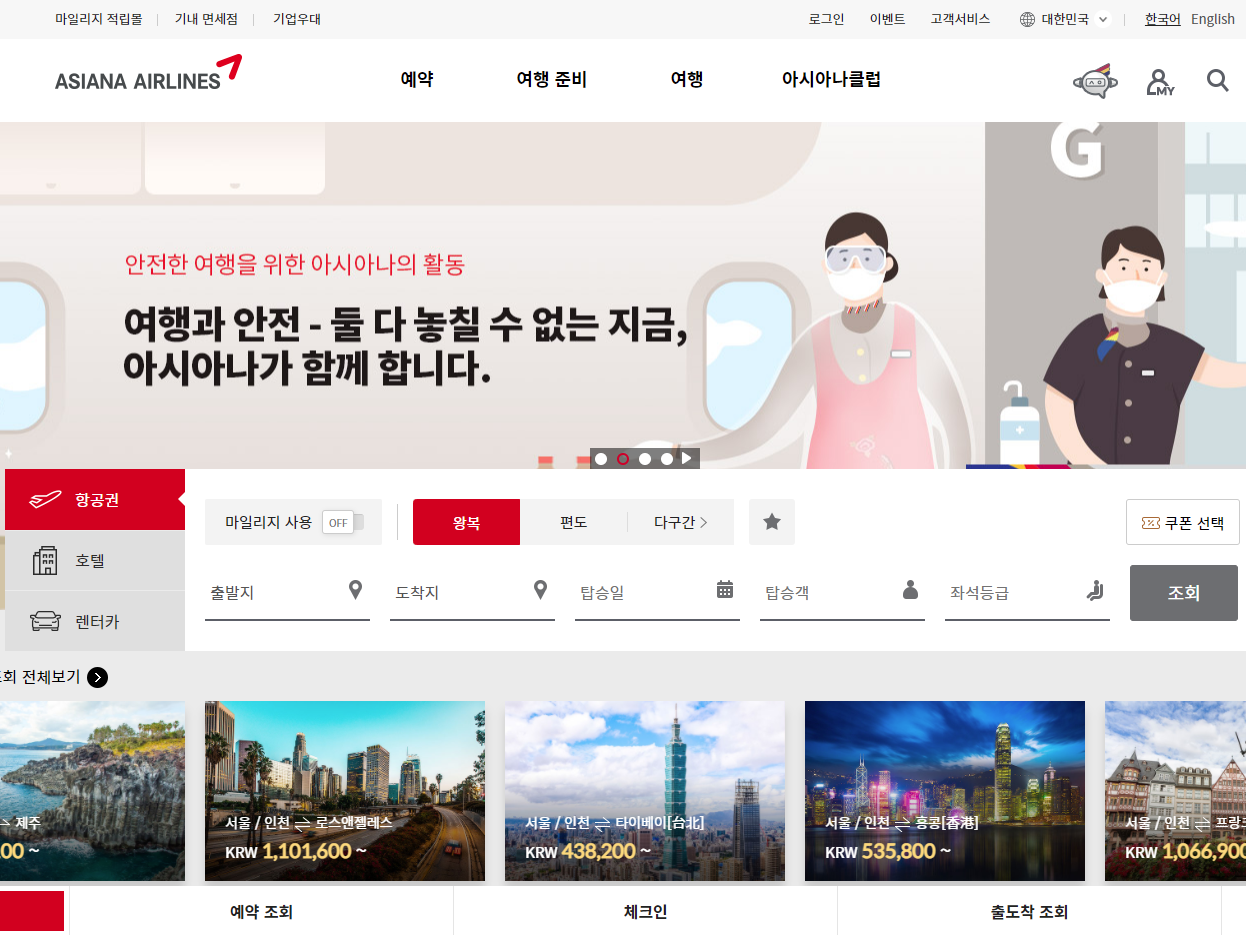 마일리지 적립몰
기내 면세점
기업우대
로그인
이벤트
고객서비스
대한민국
한국어
English
ASIANA AIRLINES
예약
여행 준비
여행
아시아나클럽
MY
G
안전한 여행을 위한 아시아나의 활동
여행과 안전 - 둘 다 놓칠 수 없는 지금,
아시아나가 함께 합니다.
항공권
호텔
렌터카
마일리지 사용 OFF
왕복
편도
다구간
쿠폰 선택
출발지
도착지
탑승일
탑승객
좌석등급
조회
조회 전체보기
제주
00 ~
서울 / 인천 ⇌ 로스앤젤레스
KRW 1,101,600 ~
서울 / 인천 ⇌ 타이베이[台北]
KRW 438,200 ~
서울 / 인천 ⇌ 홍콩[香港]
KRW 535,800 ~
서울 / 인천 ⇌ 프랑
KRW 1,066,900
예약 조회
체크인
출도착 조회